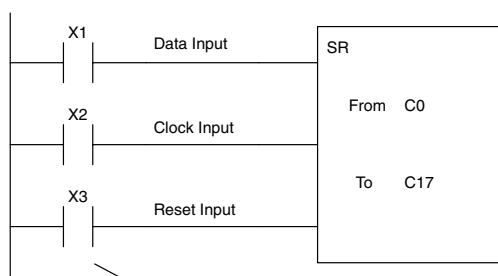 X1
Data Input
SR
From C0
X2
Clock Input
To C17
X3
Reset Input